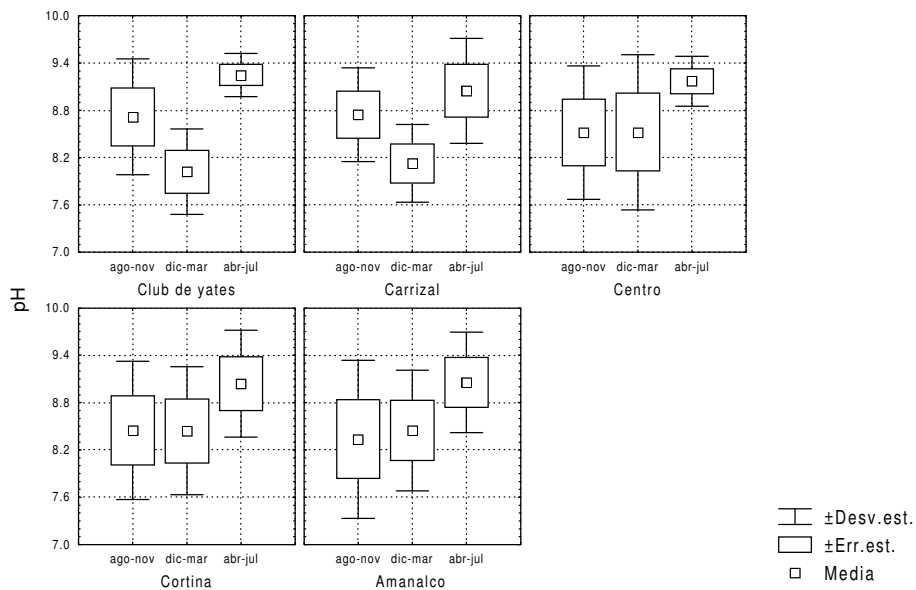 10.0
9.4
8.8
8.2
7.6
7.0
ago-nov dic-mar abr-jul ago-nov dic-mar abr-jul ago-nov dic-mar abr-jul
Club de yates Carrizal Centro
pH
10.0
9.4
8.8
8.2
7.6
7.0
ago-nov dic-mar abr-jul ago-nov dic-mar abr-jul
Cortina Amanalco
±Desv.est.
±Err.est.
Media